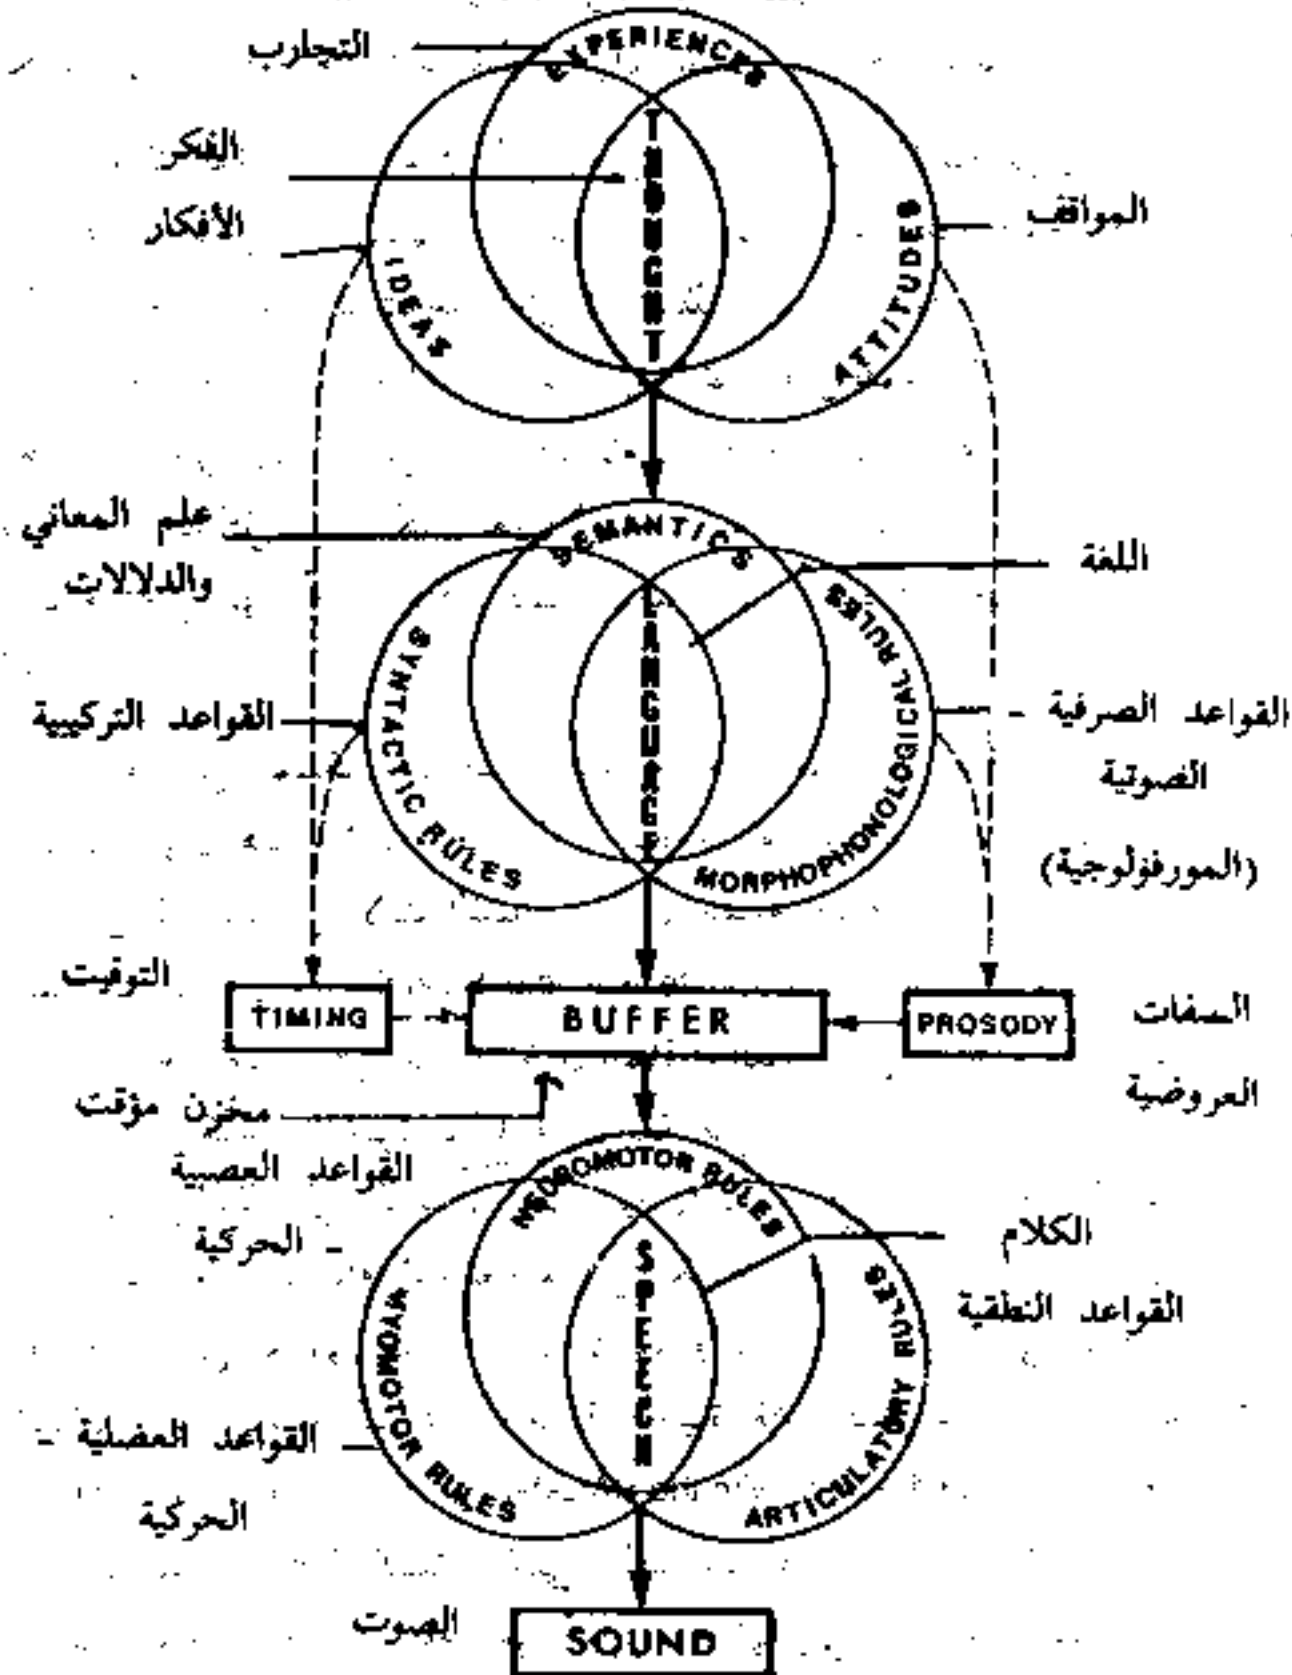 التجارب
EXPERIENCES
الفكر
THOUGHT
الأفكار
المواقف
IDEAS
ATTITUDES
علم المعاني
والدلالات
SEMANTICS
اللغة
LANGUAGE
القواعد التركيبية
SYNTACTIC RULES
القواعد الصرفية -
الصوتية
(المورفولوجية)
MORPHOPHONOLOGICAL RULES
التوقيت
TIMING
BUFFER
PROSODY
الصفات
العروضية
مخزن مؤقت
القواعد العصبية
- الحركية
NEUROMOTOR RULES
الكلام
SPEECH
القواعد النطقية
MYOMOTOR RULES
ARTICULATORY RULES
القواعد العضلية -
الحركية
الصوت
SOUND